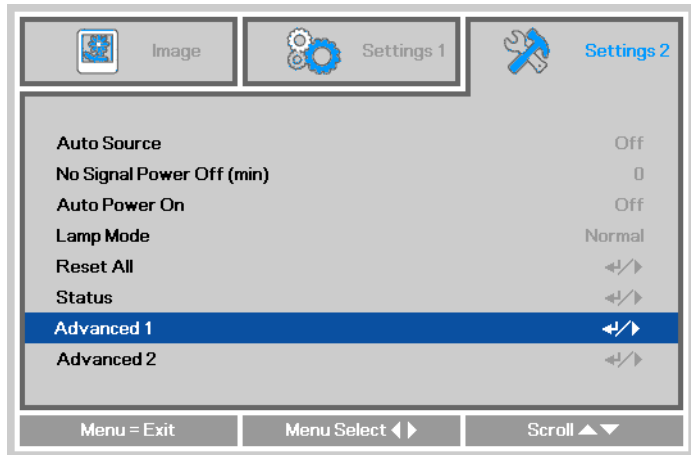 Image Settings 1 Settings 2
Auto Source Off
No Signal Power Off (min) 0
Auto Power On Off
Lamp Mode Normal
Reset All
Status
Advanced 1
Advanced 2
Menu = Exit Menu Select Scroll